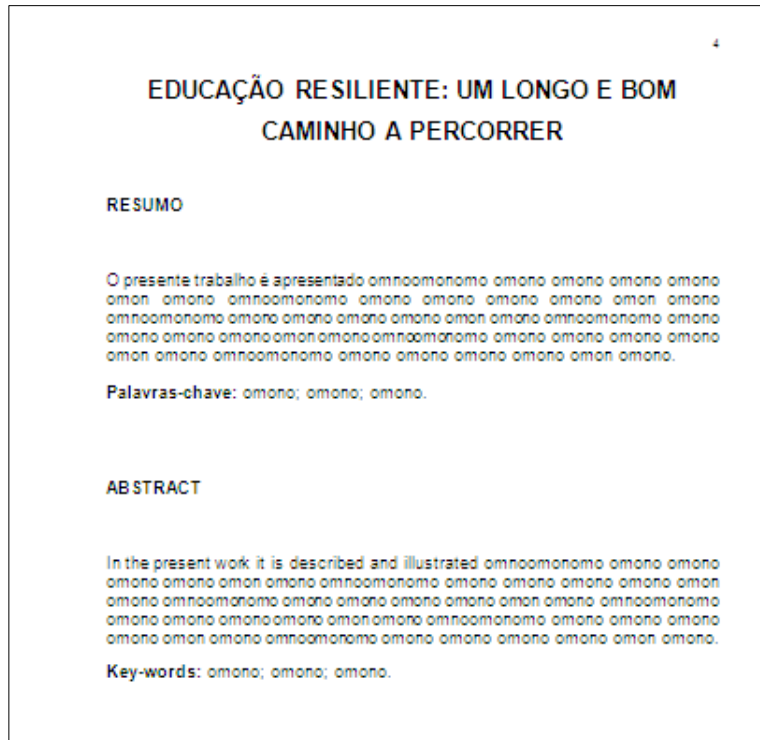 4
EDUCAÇÃO RESILIENTE: UM LONGO E BOM
CAMINHO A PERCORRER
RESUMO
O presente trabalho é apresentado omnoomonomo omono omono omono omono
omon omono omnoomonomo omono omono omono omono omon omono
omnoomonomo omono omono omono omono omon omono omnoomonomo omono
omono omono omono omon omono omnoomonomo omono omono omono omono
omon omono omnoomonomo omono omono omono omono omon omono.
Palavras-chave: omono; omono; omono.
ABSTRACT
In the present work it is described and illustrated omnoomonomo omono omono
omono omono omon omono omnoomonomo omono omono omono omono omon
omono omnoomonomo omono omono omono omono omon omono omnoomonomo
omono omono omono omono omon omono omnoomonomo omono omono omono
omono omon omono omnoomonomo omono omono omono omono omon omono.
Key-words: omono; omono; omono.